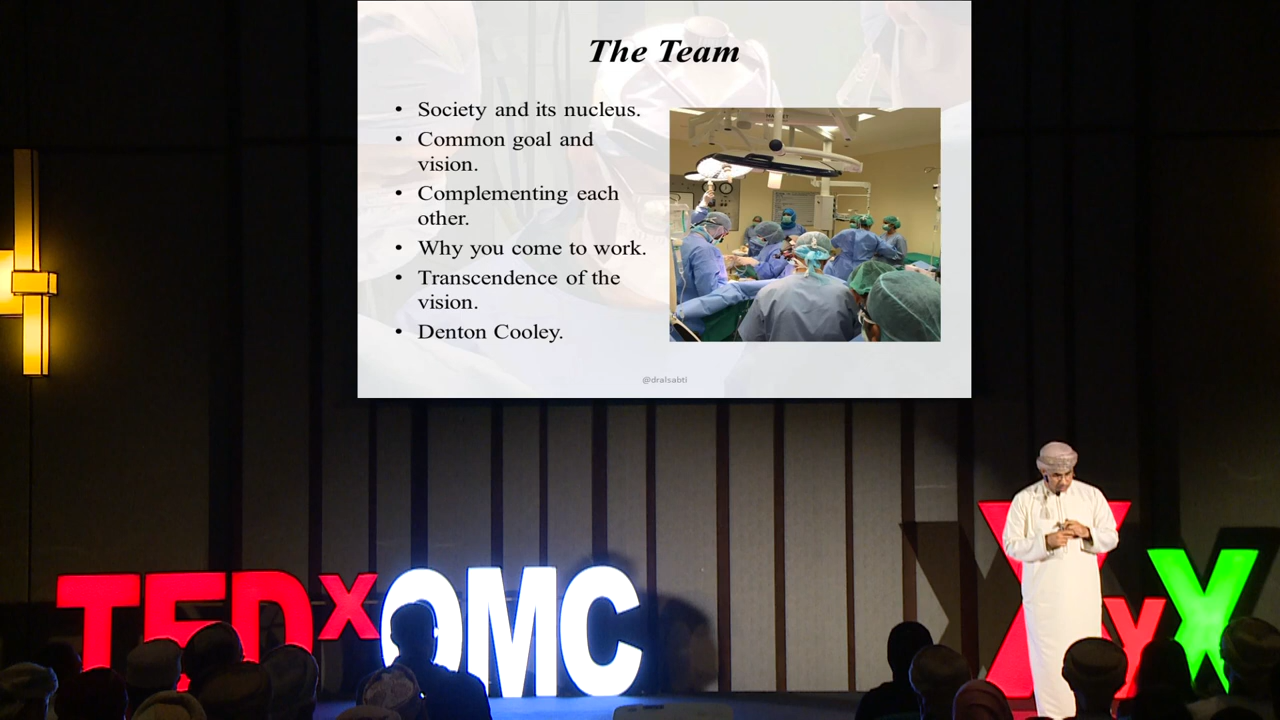 The Team
• Society and its nucleus.
• Common goal and
vision.
• Complementing each
other.
• Why you come to work.
• Transcendence of the
vision.
• Denton Cooley.
@dralsabti
TEDxOMC
X
y
X